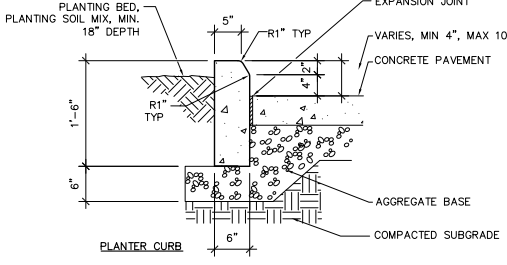 PLANTING BED,
PLANTING SOIL MIX, MIN.
18" DEPTH
5"
EXPANSION JOINT
R1" TYP
VARIES, MIN 4", MAX 10
CONCRETE PAVEMENT
2"
4"
R1"
TYP
1'-6"
6"
AGGREGATE BASE
COMPACTED SUBGRADE
PLANTER CURB
6"